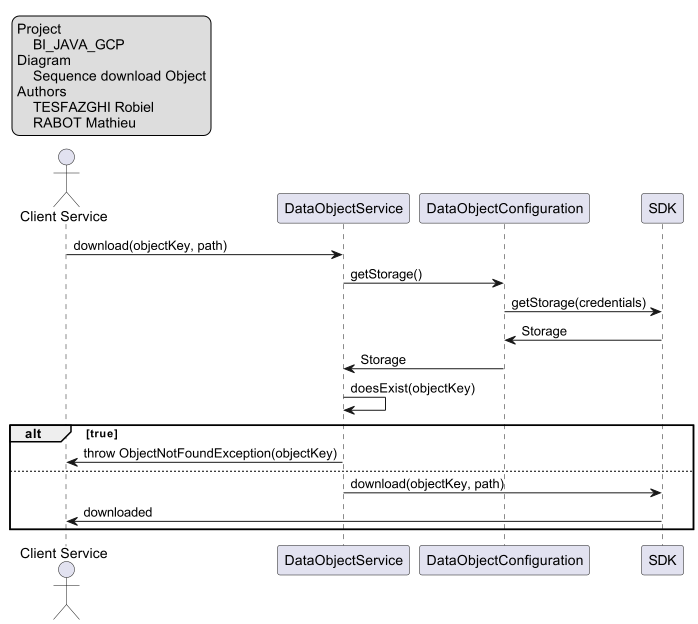 Project
BI_JAVA_GCP
Diagram
Sequence download Object
Authors
TESFAZGHI Robiel
RABOT Mathieu
Client Service
DataObjectService
DataObjectConfiguration
SDK
download(objectKey, path)
getStorage()
getStorage(credentials)
Storage
Storage
doesExist(objectKey)
alt [true]
throw ObjectNotFoundException(objectKey)
download(objectKey, path)
downloaded
Client Service
DataObjectService
DataObjectConfiguration
SDK